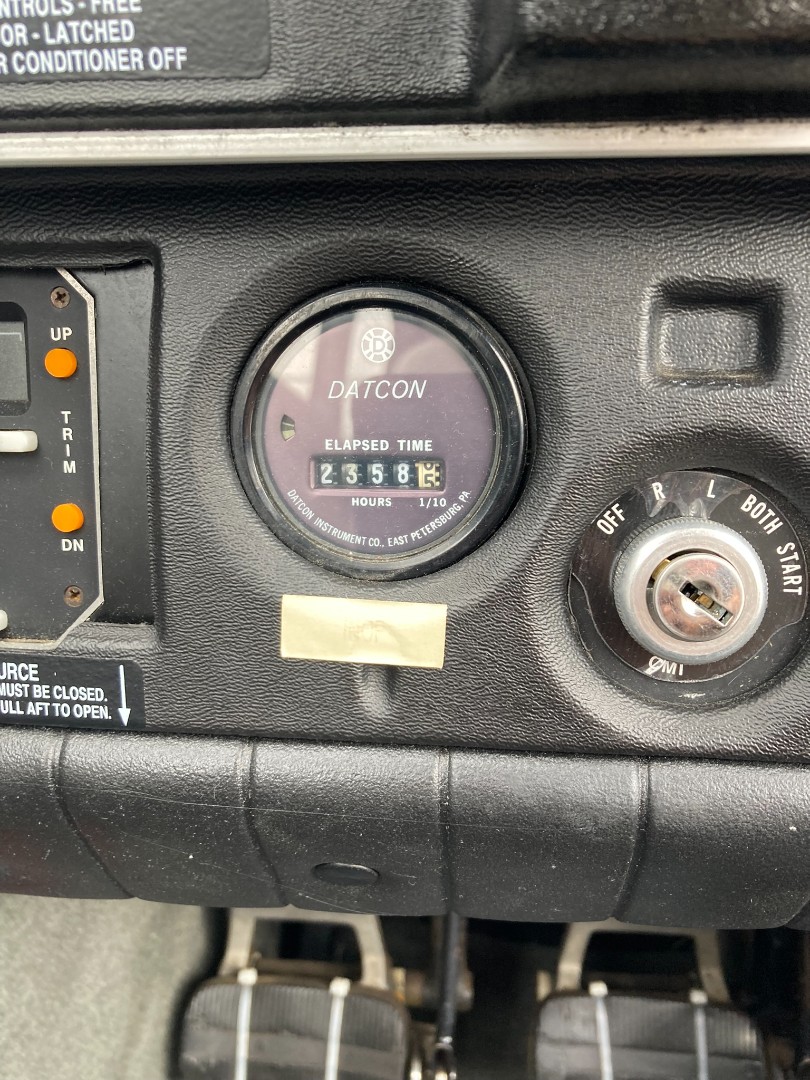 NTROLS - FREE
OR - LATCHED
R CONDITIONER OFF
UP
TRIM
DN
D
DATCON
ELAPSED TIME
2358
HOURS 1/10
DATCON INSTRUMENT CO., EAST PETERSBURG, PA.
OFF R L BOTH START
URCE
MUST BE CLOSED.
ULL AFT TO OPEN.